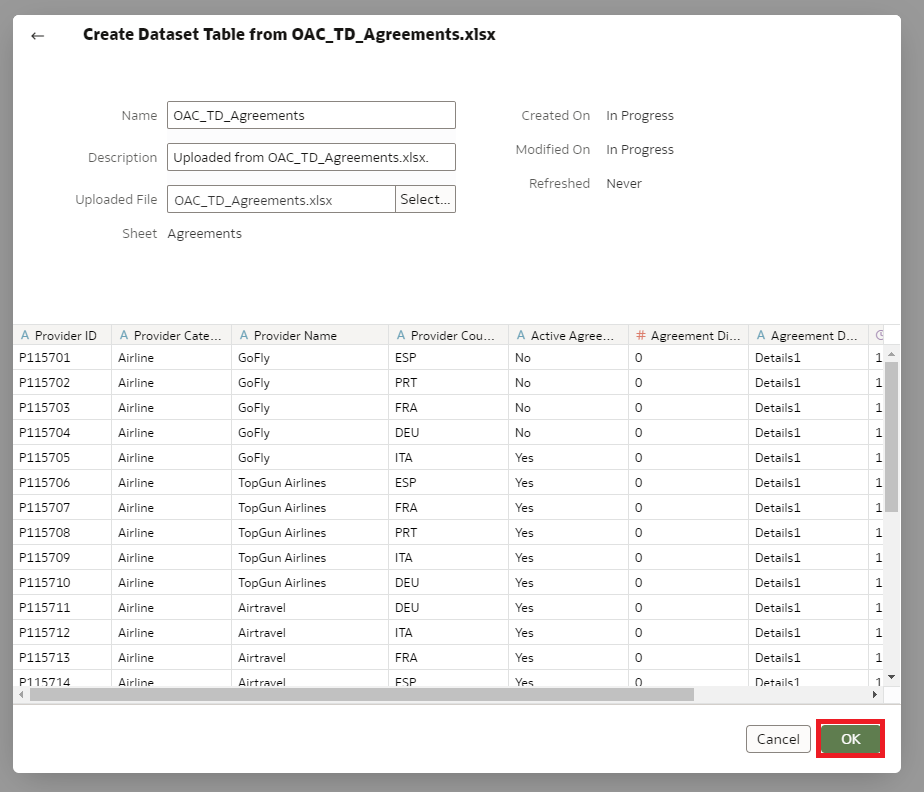 ← Create Dataset Table from OAC_TD_Agreements.xlsx
Name OAC_TD_Agreements Created On In Progress
Description Uploaded from OAC_TD_Agreements.xlsx. Modified On In Progress
Uploaded File OAC_TD_Agreements.xlsx Select... Refreshed Never
Sheet Agreements
A Provider ID A Provider Cate... A Provider Name A Provider Cou... A Active Agree... # Agreement Di... A Agreement D...
P115701 Airline GoFly ESP No 0 Details1 1
P115702 Airline GoFly PRT No 0 Details1 1
P115703 Airline GoFly FRA No 0 Details1 1
P115704 Airline GoFly DEU No 0 Details1 1
P115705 Airline GoFly ITA Yes 0 Details1 1
P115706 Airline TopGun Airlines ESP Yes 0 Details1 1
P115707 Airline TopGun Airlines FRA Yes 0 Details1 1
P115708 Airline TopGun Airlines PRT Yes 0 Details1 1
P115709 Airline TopGun Airlines ITA Yes 0 Details1 1
P115710 Airline TopGun Airlines DEU Yes 0 Details1 1
P115711 Airline Airtravel DEU Yes 0 Details1 1
P115712 Airline Airtravel ITA Yes 0 Details1 1
P115713 Airline Airtravel FRA Yes 0 Details1 1
P115714 Airline Airtravel ESP Yes 0 Details1 1
Cancel OK